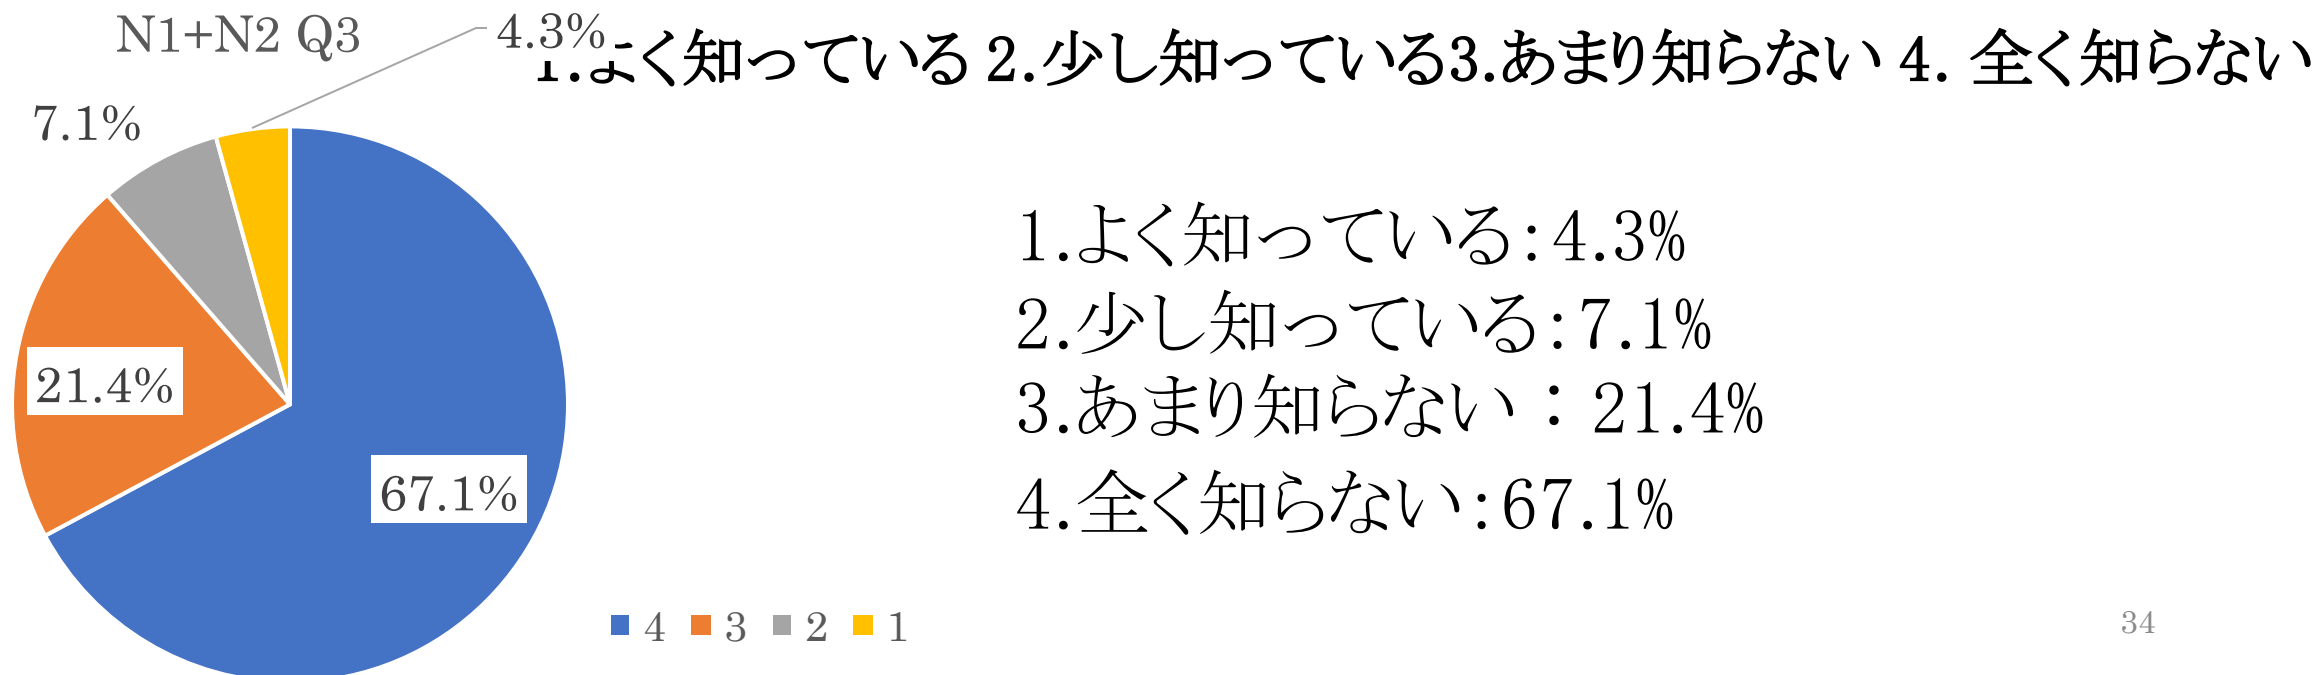 N1+N2 Q3
4.3%
1.よく知っている 2.少し知っている3.あまり知らない 4. 全く知らない
7.1%
21.4%
67.1%
1.よく知っている:4.3%
2.少し知っている:7.1%
3.あまり知らない：21.4%
4.全く知らない:67.1%
4 3 2 1
34